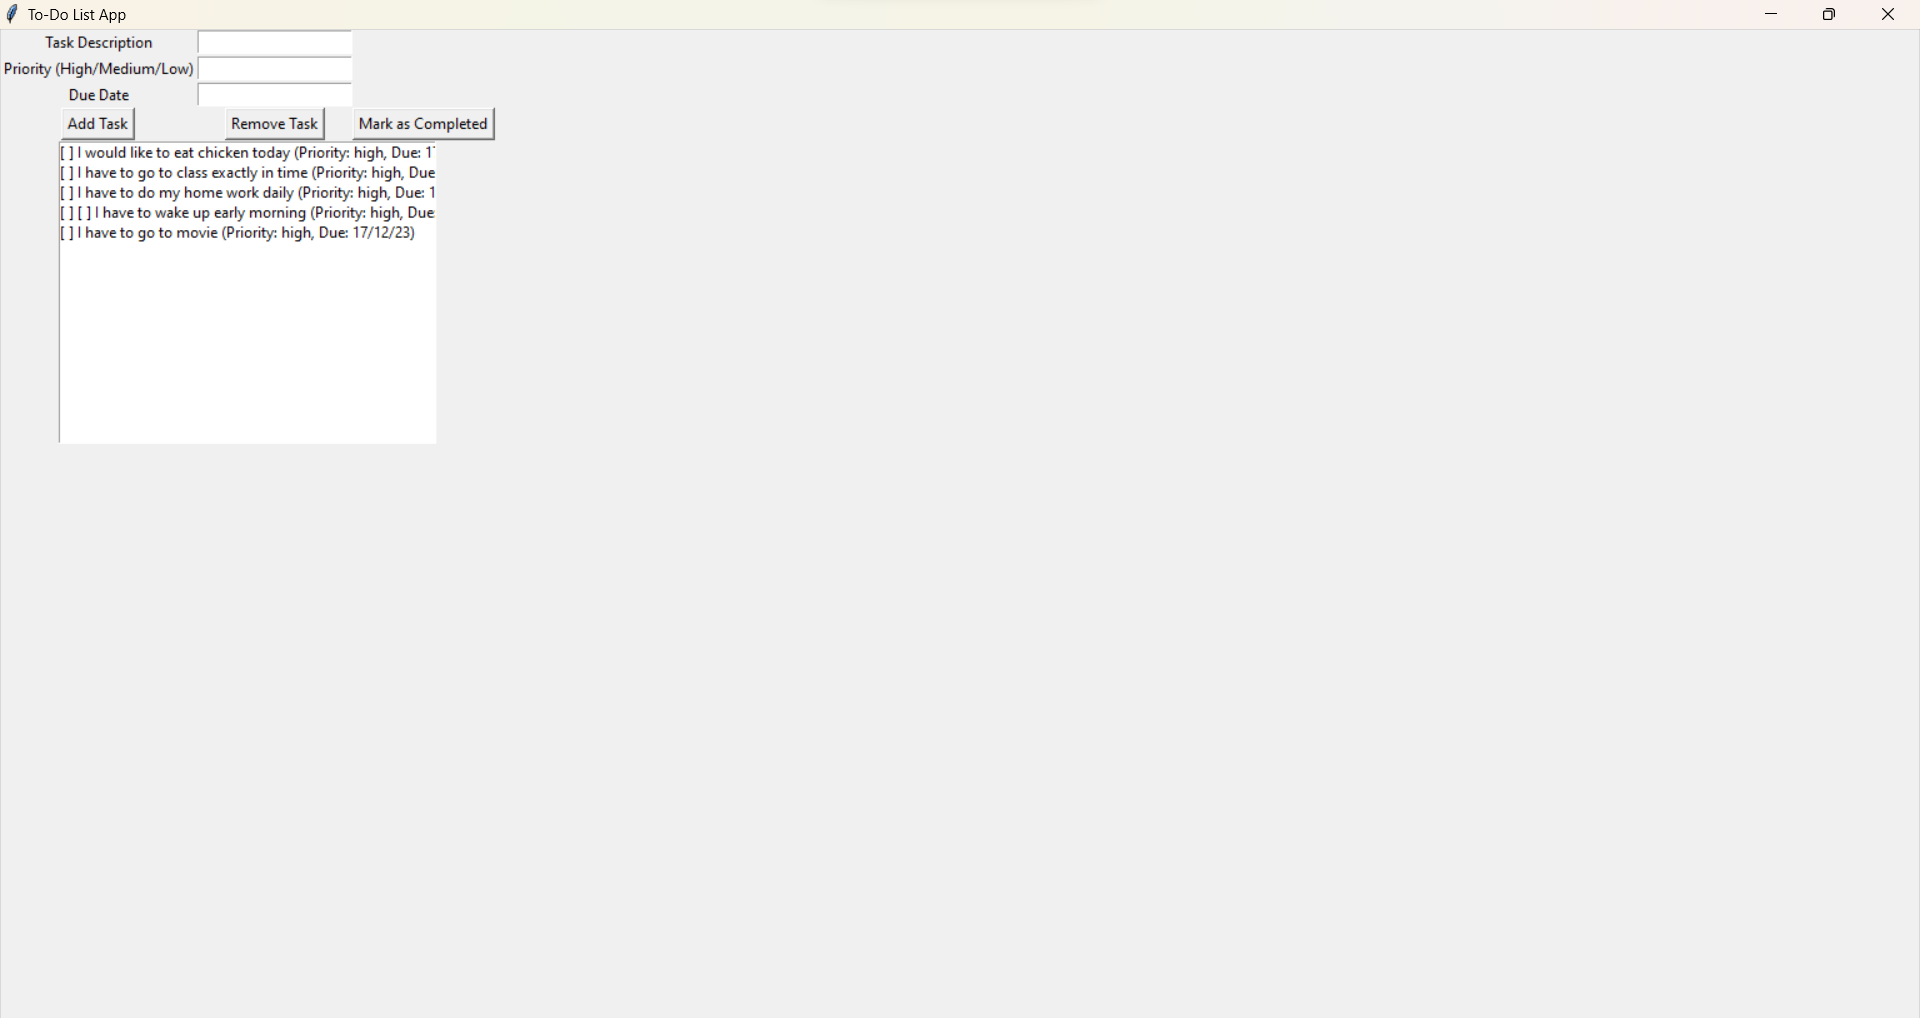 To-Do List App
Task Description
Priority (High/Medium/Low)
Due Date
Add Task Remove Task Mark as Completed
[ ] I would like to eat chicken today (Priority: high, Due: 1
[ ] I have to go to class exactly in time (Priority: high, Due
[ ] I have to do my home work daily (Priority: high, Due: 1
[ ] [ ] I have to wake up early morning (Priority: high, Due:
[ ] I have to go to movie (Priority: high, Due: 17/12/23)